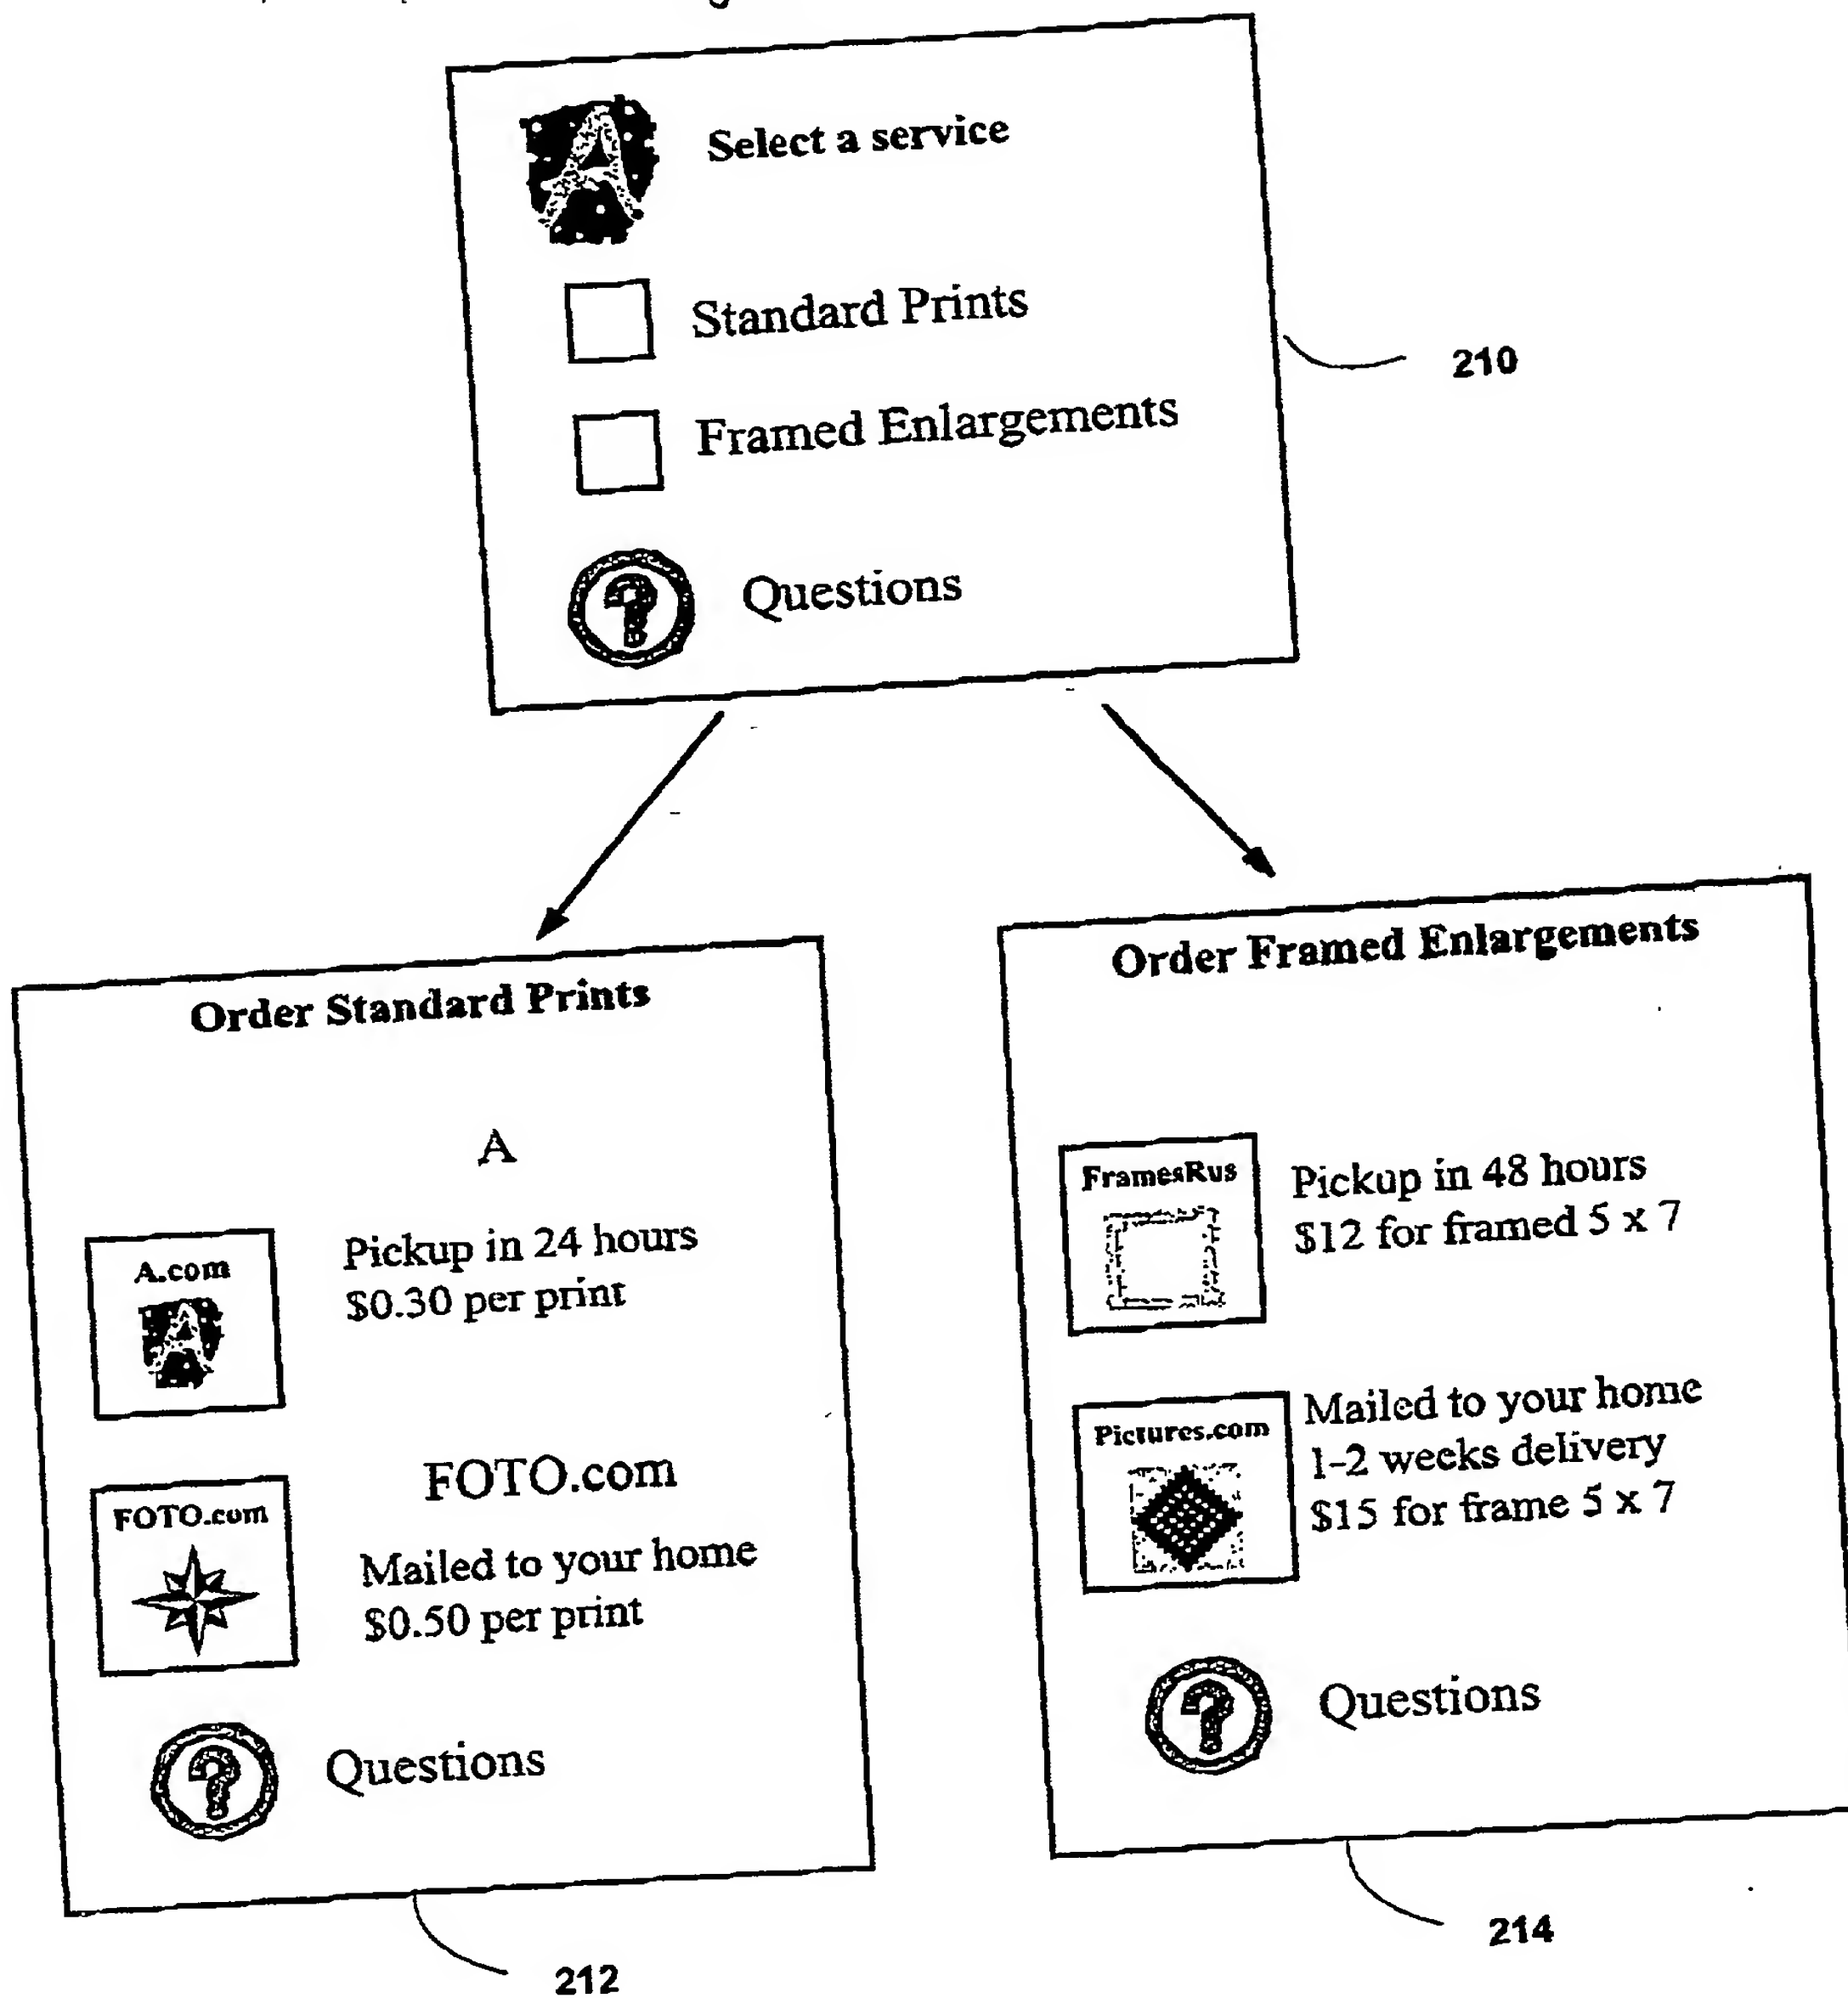 Select a service
Standard Prints
210
Framed Enlargements
Questions
Order Standard Prints
A
A.com
Pickup in 24 hours
$0.30 per print
FOTO.com
FOTO.com
Mailed to your home
$0.50 per print
Questions
212
Order Framed Enlargements
FramesRus
Pickup in 48 hours
$12 for framed 5 x 7
Pictures.com
Mailed to your home
1-2 weeks delivery
$15 for frame 5 x 7
Questions
214